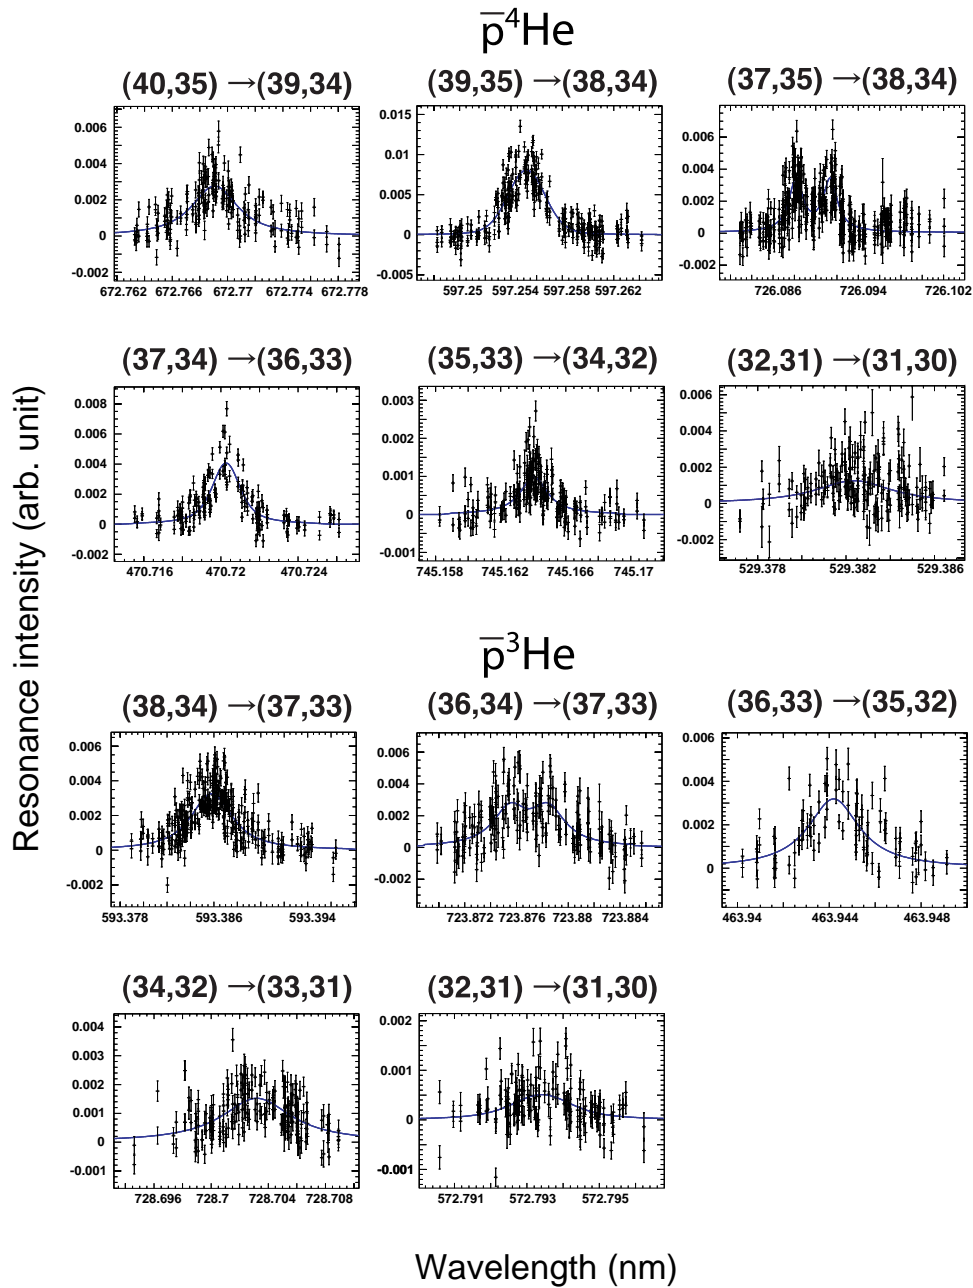 p̅⁴He
(40,35) →(39,34) (39,35) →(38,34) (37,35) →(38,34)
0.006 0.004 0.002 0 -0.002
672.762 672.766 672.77 672.774 672.778
0.015 0.01 0.005 0 -0.005
597.25 597.254 597.258 597.262
0.006 0.004 0.002 0 -0.002
726.086 726.094 726.102
(37,34) →(36,33) (35,33) →(34,32) (32,31) →(31,30)
0.008 0.006 0.004 0.002 0 -0.002
470.716 470.72 470.724
0.003 0.002 0.001 0 -0.001
745.158 745.162 745.166 745.17
0.006 0.004 0.002 0 -0.002
529.378 529.382 529.386
Resonance intensity (arb. unit)
p̅³He
(38,34) →(37,33) (36,34) →(37,33) (36,33) →(35,32)
0.006 0.004 0.002 0 -0.002
593.378 593.386 593.394
0.006 0.004 0.002 0 -0.002
723.872 723.876 723.88 723.884
0.006 0.004 0.002 0
463.94 463.944 463.948
(34,32) →(33,31) (32,31) →(31,30)
0.004 0.003 0.002 0.001 0 -0.001
728.696 728.7 728.704 728.708
0.002 0.001 0 -0.001
572.791 572.793 572.795
Wavelength (nm)